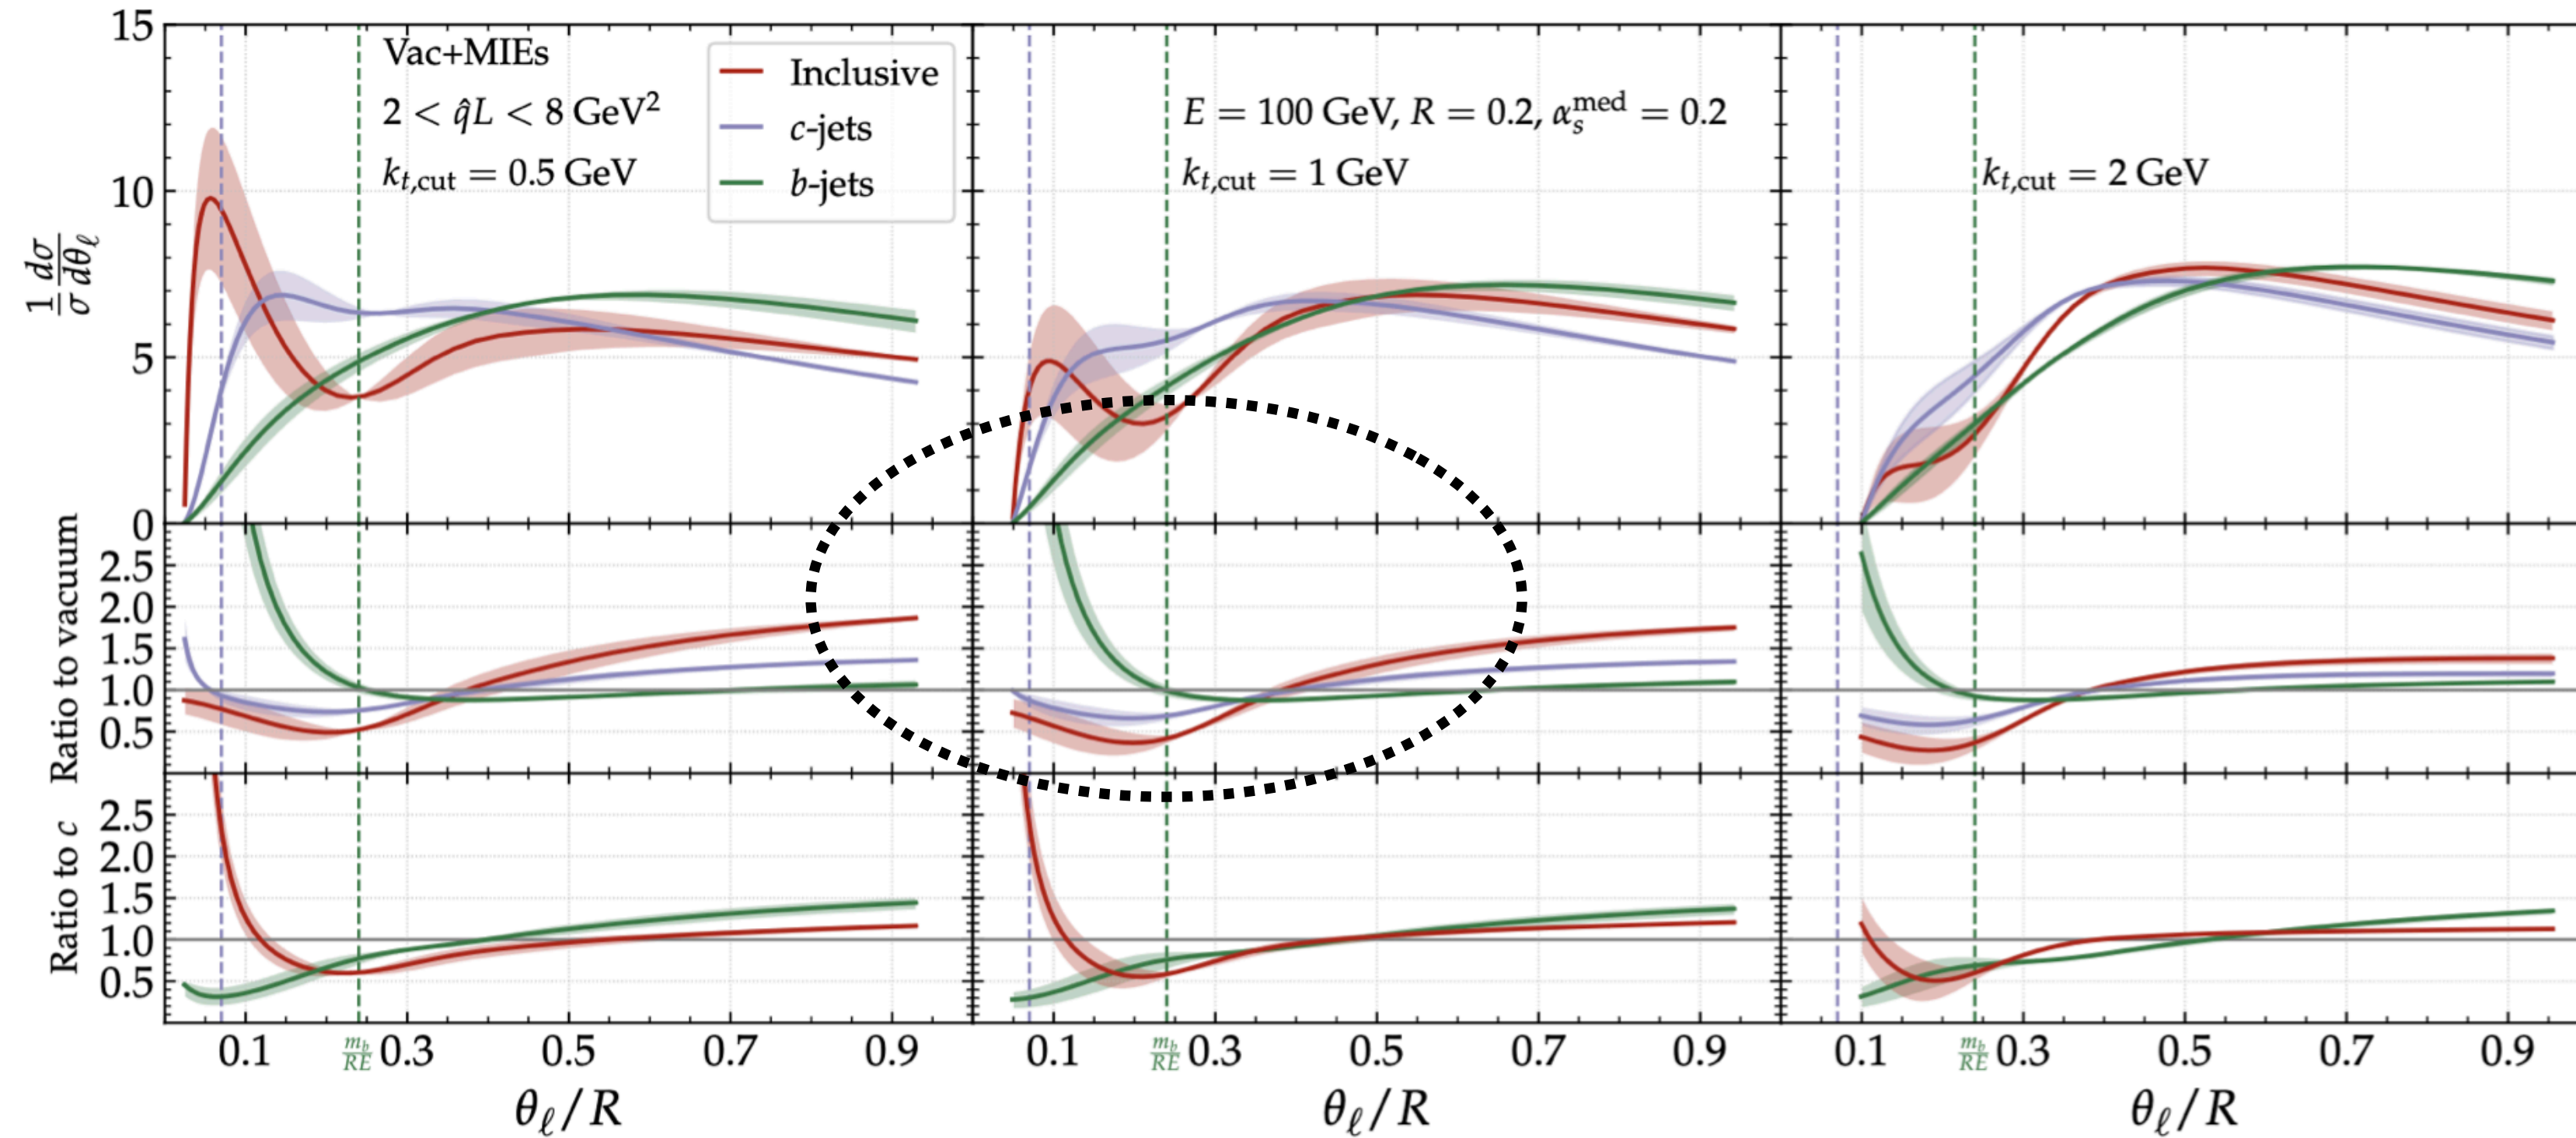 15
10
5
0
1/σ dσ/dθ_ℓ
Vac+MIEs
2 < q̂L < 8 GeV²
k_{t,cut} = 0.5 GeV
Inclusive
c-jets
b-jets
E = 100 GeV, R = 0.2, α_s^{med} = 0.2
k_{t,cut} = 1 GeV
k_{t,cut} = 2 GeV
Ratio to vacuum
2.5
2.0
1.5
1.0
0.5
Ratio to c
2.5
2.0
1.5
1.0
0.5
0.1 m_b/RE 0.3 0.5 0.7 0.9
0.1 m_b/RE 0.3 0.5 0.7 0.9
0.1 m_b/RE 0.3 0.5 0.7 0.9
θ_ℓ/R
θ_ℓ/R
θ_ℓ/R